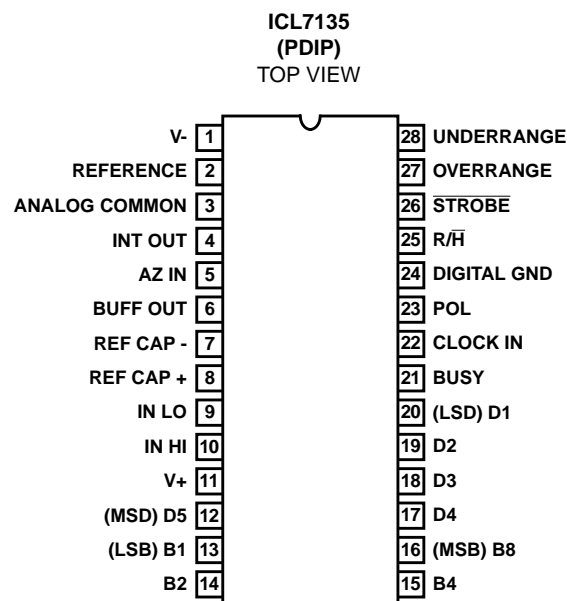 ICL7135
(PDIP)
TOP VIEW
V- 1 28 UNDERRANGE
REFERENCE 2 27 OVERRANGE
ANALOG COMMON 3 26 S̅T̅R̅O̅B̅E̅
INT OUT 4 25 R/H̅
AZ IN 5 24 DIGITAL GND
BUFF OUT 6 23 POL
REF CAP - 7 22 CLOCK IN
REF CAP + 8 21 BUSY
IN LO 9 20 (LSD) D1
IN HI 10 19 D2
V+ 11 18 D3
(MSD) D5 12 17 D4
(LSB) B1 13 16 (MSB) B8
B2 14 15 B4